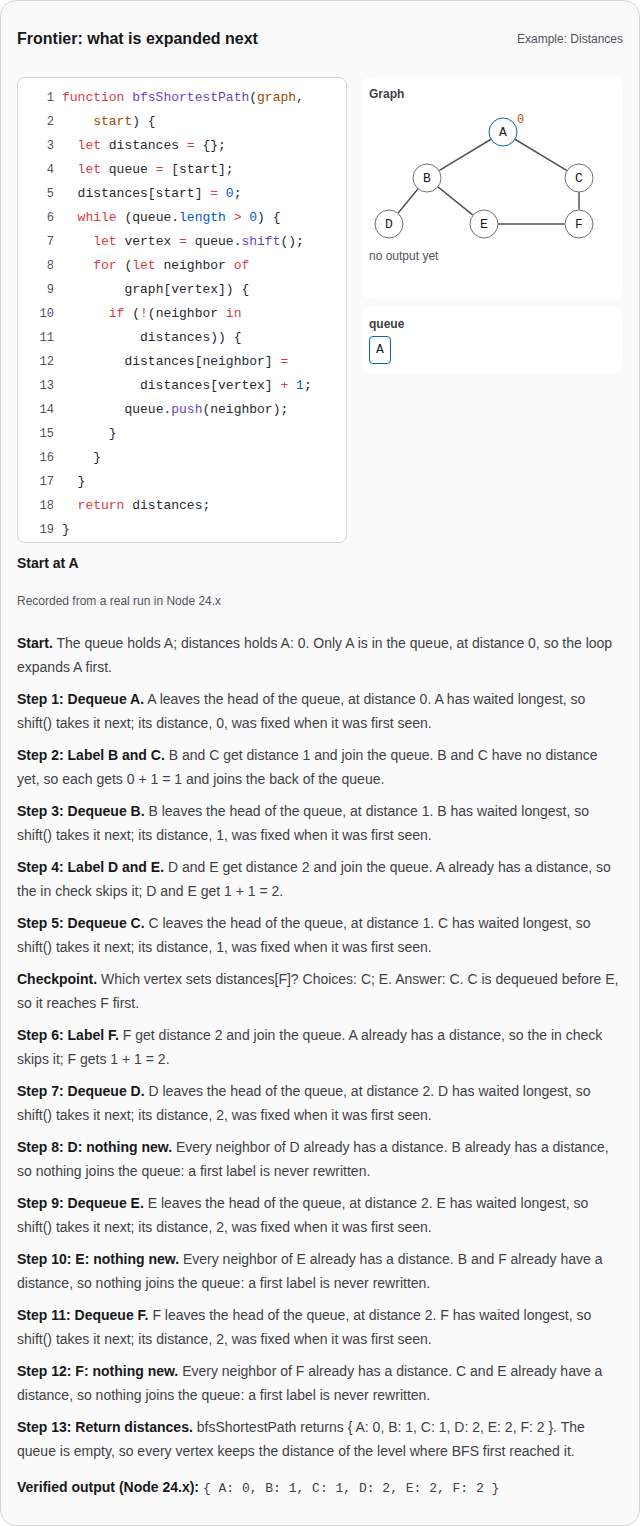 Frontier: what is expanded next
Example: Distances
1 function bfsShortestPath(graph,
2     start) {
3   let distances = {};
4   let queue = [start];
5   distances[start] = 0;
6   while (queue.length > 0) {
7     let vertex = queue.shift();
8     for (let neighbor of
9         graph[vertex]) {
10       if (!(neighbor in
11           distances)) {
12         distances[neighbor] =
13           distances[vertex] + 1;
14         queue.push(neighbor);
15       }
16     }
17   }
18   return distances;
19 }
Graph
A 0
B C
D E F
no output yet
queue
A
Start at A
Recorded from a real run in Node 24.x
Start. The queue holds A; distances holds A: 0. Only A is in the queue, at distance 0, so the loop
expands A first.
Step 1: Dequeue A. A leaves the head of the queue, at distance 0. A has waited longest, so
shift() takes it next; its distance, 0, was fixed when it was first seen.
Step 2: Label B and C. B and C get distance 1 and join the queue. B and C have no distance
yet, so each gets 0 + 1 = 1 and joins the back of the queue.
Step 3: Dequeue B. B leaves the head of the queue, at distance 1. B has waited longest, so
shift() takes it next; its distance, 1, was fixed when it was first seen.
Step 4: Label D and E. D and E get distance 2 and join the queue. A already has a distance, so
the in check skips it; D and E get 1 + 1 = 2.
Step 5: Dequeue C. C leaves the head of the queue, at distance 1. C has waited longest, so
shift() takes it next; its distance, 1, was fixed when it was first seen.
Checkpoint. Which vertex sets distances[F]? Choices: C; E. Answer: C. C is dequeued before E,
so it reaches F first.
Step 6: Label F. F get distance 2 and join the queue. A already has a distance, so the in check
skips it; F gets 1 + 1 = 2.
Step 7: Dequeue D. D leaves the head of the queue, at distance 2. D has waited longest, so
shift() takes it next; its distance, 2, was fixed when it was first seen.
Step 8: D: nothing new. Every neighbor of D already has a distance. B already has a distance,
so nothing joins the queue: a first label is never rewritten.
Step 9: Dequeue E. E leaves the head of the queue, at distance 2. E has waited longest, so
shift() takes it next; its distance, 2, was fixed when it was first seen.
Step 10: E: nothing new. Every neighbor of E already has a distance. B and F already have a
distance, so nothing joins the queue: a first label is never rewritten.
Step 11: Dequeue F. F leaves the head of the queue, at distance 2. F has waited longest, so
shift() takes it next; its distance, 2, was fixed when it was first seen.
Step 12: F: nothing new. Every neighbor of F already has a distance. C and E already have a
distance, so nothing joins the queue: a first label is never rewritten.
Step 13: Return distances. bfsShortestPath returns { A: 0, B: 1, C: 1, D: 2, E: 2, F: 2 }. The
queue is empty, so every vertex keeps the distance of the level where BFS first reached it.
Verified output (Node 24.x): { A: 0, B: 1, C: 1, D: 2, E: 2, F: 2 }